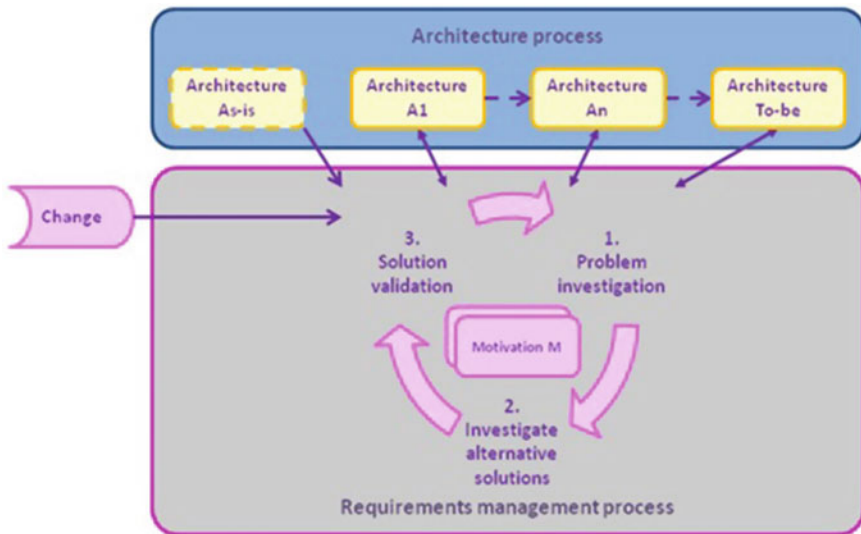 Architecture process
Architecture
As-is
Architecture
A1
Architecture
An
Architecture
To-be
Change
3.
Solution
validation
1.
Problem
investigation
Motivation M
2.
Investigate
alternative
solutions
Requirements management process